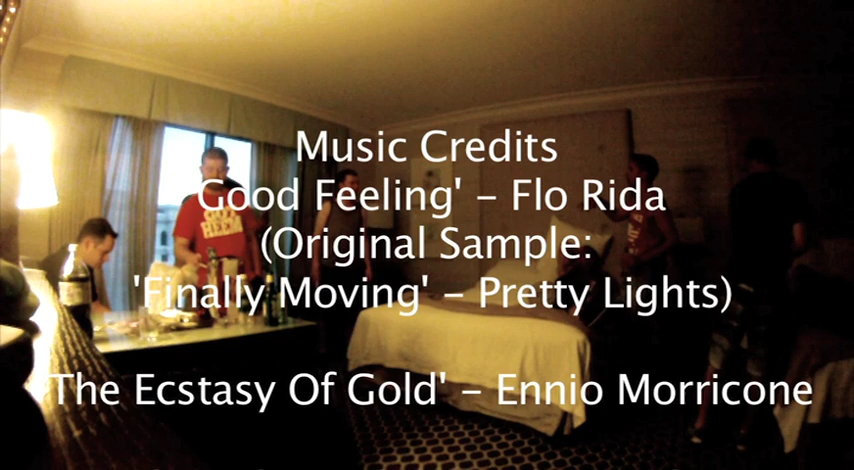 Music Credits
'Good Feeling' – Flo Rida
(Original Sample:
'Finally Moving' – Pretty Lights)
'The Ecstasy Of Gold' – Ennio Morricone